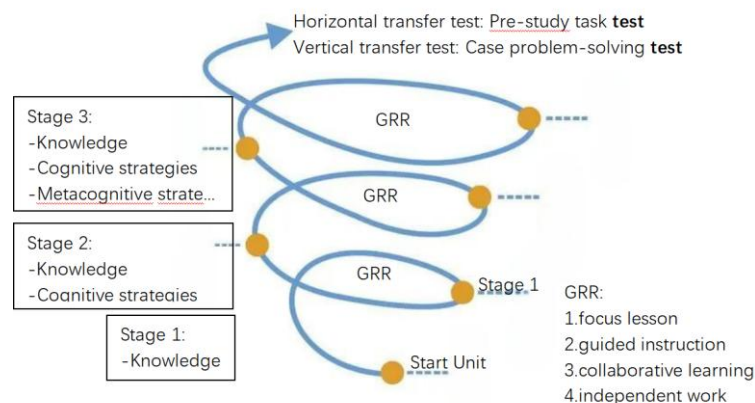 Horizontal transfer test: Pre-study task test
Vertical transfer test: Case problem-solving test
GRR
Stage 3:
-Knowledge
-Cognitive strategies
-Metacognitive strate...
GRR
Stage 2:
-Knowledge
-Cognitive strategies
GRR
Stage 1
Stage 1:
-Knowledge
Start Unit
GRR:
1.focus lesson
2.guided instruction
3.collaborative learning
4.independent work